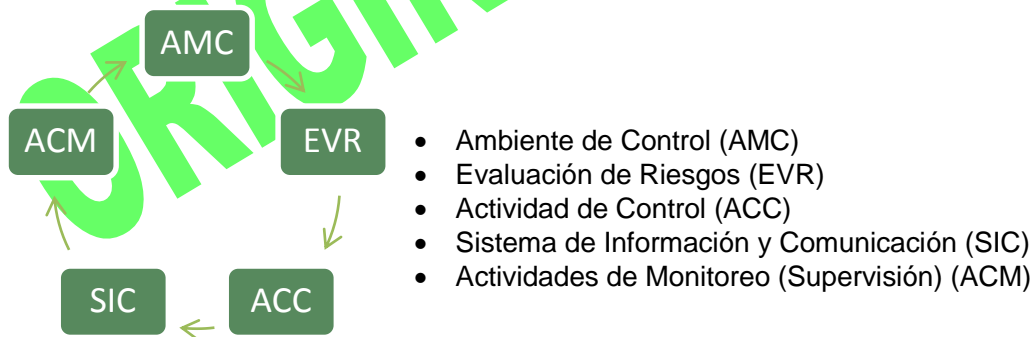 AMC
ACM
EVR
SIC
ACC
• Ambiente de Control (AMC)
• Evaluación de Riesgos (EVR)
• Actividad de Control (ACC)
• Sistema de Información y Comunicación (SIC)
• Actividades de Monitoreo (Supervisión) (ACM)